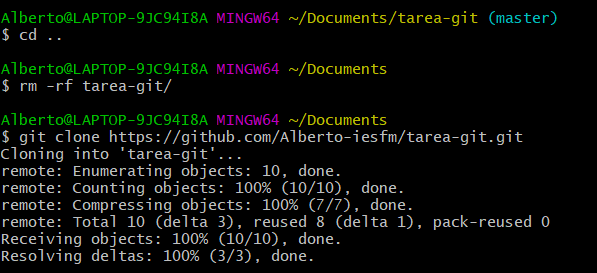 Alberto@LAPTOP-9JC94I8A MINGW64 ~/Documents/tarea-git (master)
$ cd ..
Alberto@LAPTOP-9JC94I8A MINGW64 ~/Documents
$ rm -rf tarea-git/
Alberto@LAPTOP-9JC94I8A MINGW64 ~/Documents
$ git clone https://github.com/Alberto-iesfm/tarea-git.git
Cloning into 'tarea-git'...
remote: Enumerating objects: 10, done.
remote: Counting objects: 100% (10/10), done.
remote: Compressing objects: 100% (7/7), done.
remote: Total 10 (delta 3), reused 8 (delta 1), pack-reused 0
Receiving objects: 100% (10/10), done.
Resolving deltas: 100% (3/3), done.